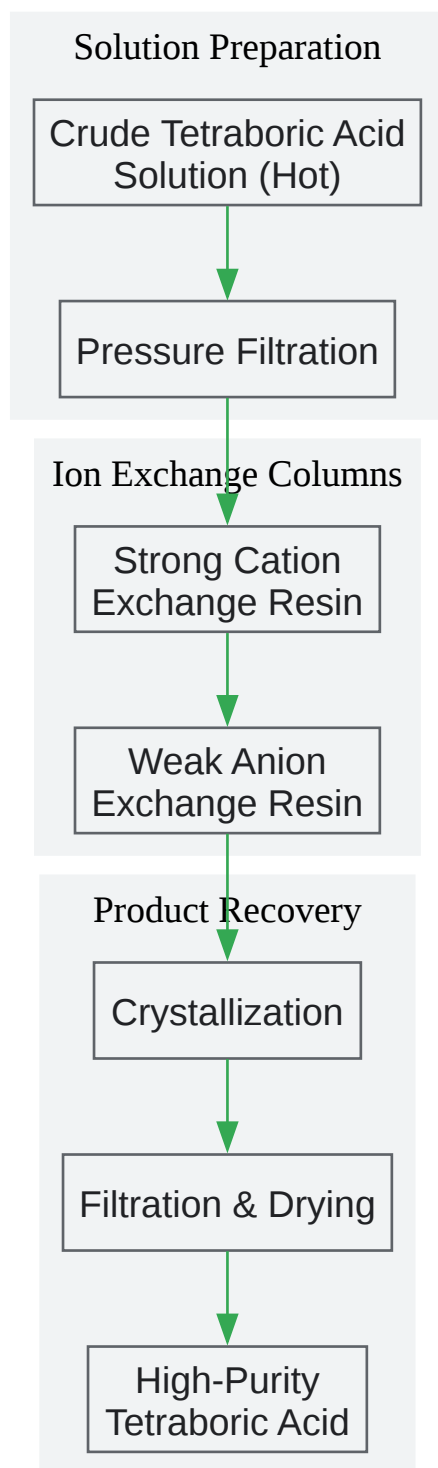 Solution Preparation
Crude Tetraboric Acid
Solution (Hot)
Pressure Filtration
Ion Exchange Columns
Strong Cation
Exchange Resin
Weak Anion
Exchange Resin
Product Recovery
Crystallization
Filtration & Drying
High-Purity
Tetraboric Acid